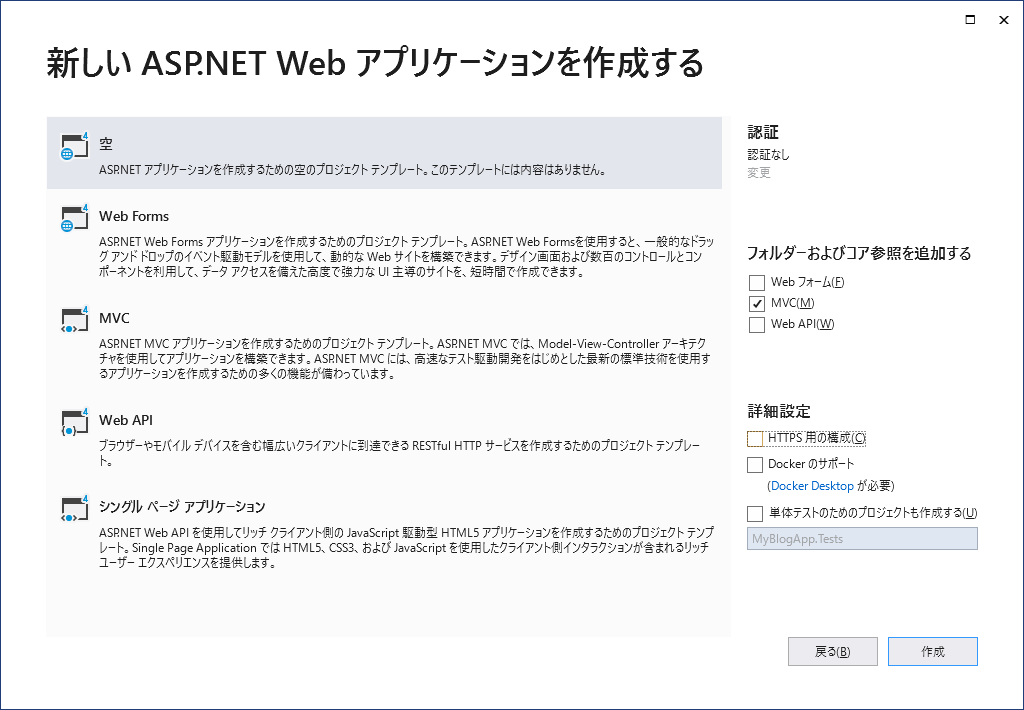 新しい ASP.NET Web アプリケーションを作成する
4
空
ASP.NET アプリケーションを作成するための空のプロジェクト テンプレート。このテンプレートには内容はありません。
4
Web Forms
ASP.NET Web Forms アプリケーションを作成するためのプロジェクト テンプレート。ASP.NET Web Formsを使用すると、一般的なドラッ
グ アンド ドロップのイベント駆動モデルを使用して、動的な Web サイトを構築できます。デザイン画面および数百のコントロールとコン
ポーネントを利用して、データ アクセスを備えた高度で強力な UI 主導のサイトを、短時間で作成できます。
4
MVC
ASP.NET MVC アプリケーションを作成するためのプロジェクト テンプレート。ASP.NET MVC では、Model-View-Controller アーキテク
チャを使用してアプリケーションを構築できます。ASP.NET MVC には、高速なテスト駆動開発をはじめとした最新の標準技術を使用す
るアプリケーションを作成するための多くの機能が備わっています。
4
Web API
ブラウザーやモバイル デバイスを含む幅広いクライアントに到達できる RESTful HTTP サービスを作成するためのプロジェクト テンプレー
ト。
4
シングル ページ アプリケーション
ASP.NET Web API を使用してリッチ クライアント側の JavaScript 駆動型 HTML5 アプリケーションを作成するためのプロジェクト テンプ
レート。Single Page Application では HTML5、CSS3、および JavaScript を使用したクライアント側インタラクションが含まれるリッチ
ユーザー エクスペリエンスを提供します。
認証
認証なし
変更
フォルダーおよびコア参照を追加する
Web フォーム(F)
MVC(M)
Web API(W)
詳細設定
HTTPS 用の構成(C)
Docker のサポート
(Docker Desktop が必要)
単体テストのためのプロジェクトも作成する(U)
MyBlogApp.Tests
戻る(B)
作成